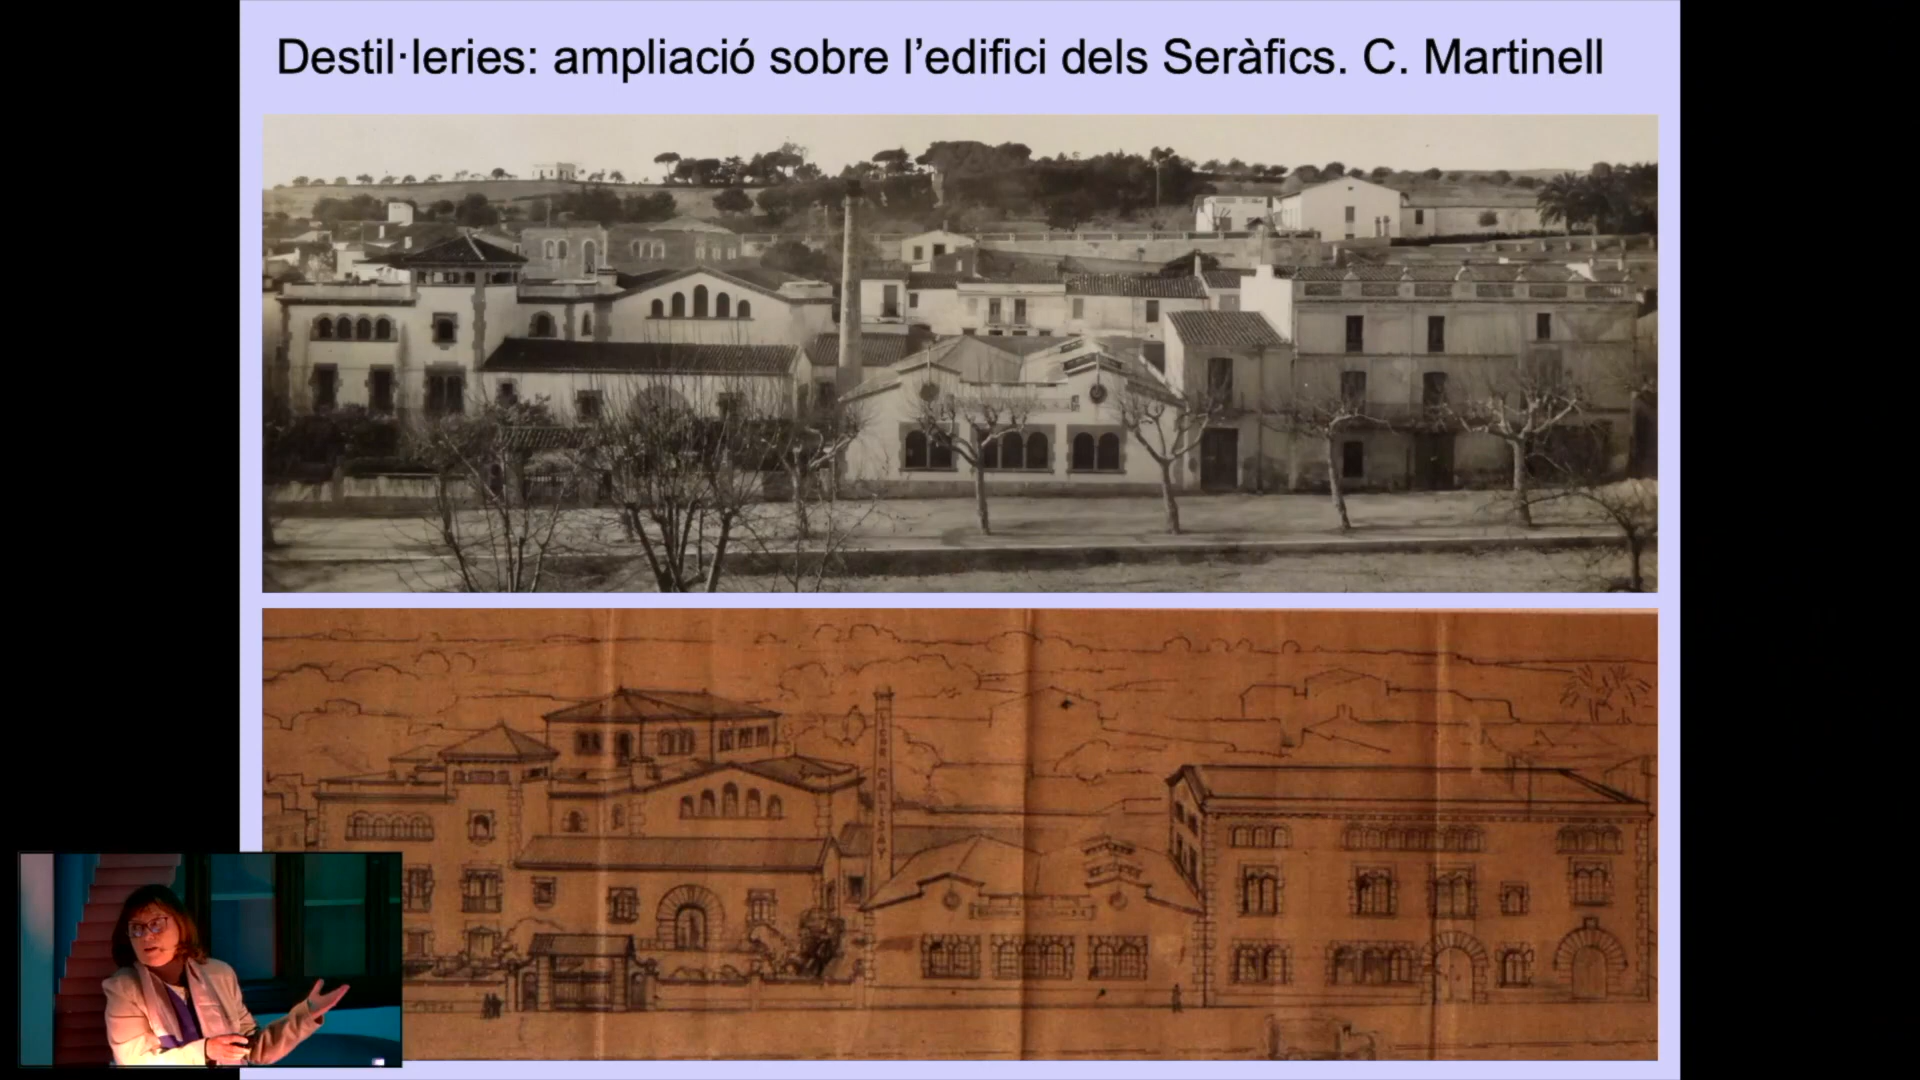 Destil·leries: ampliació sobre l’edifici dels Seràfics. C. Martinell